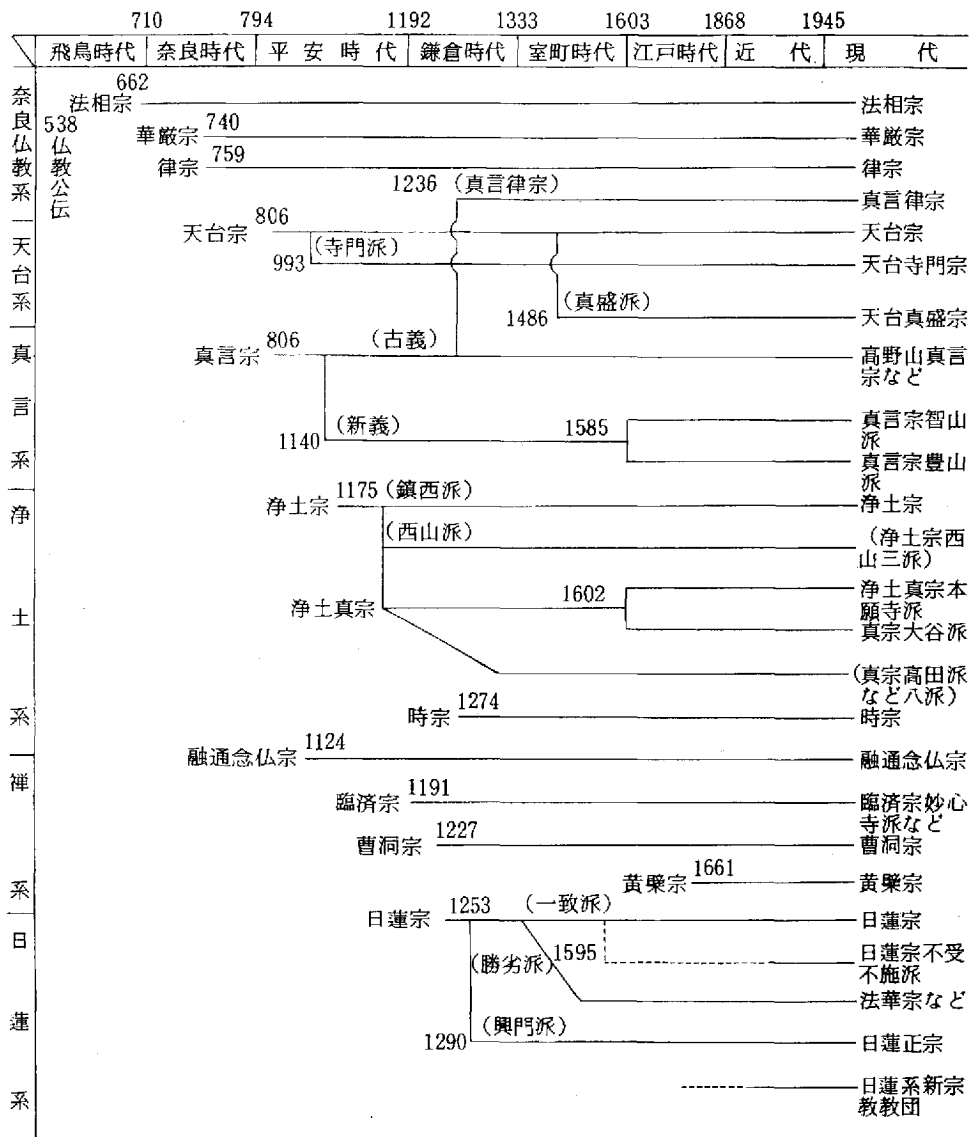 710 794 1192 1333 1603 1868 1945
飛鳥時代 奈良時代 平安時代 鎌倉時代 室町時代 江戸時代 近代 現代
奈良仏教系
538
仏教公伝
法相宗 662 法相宗
華厳宗 740 華厳宗
律宗 759 律宗
1236 (真言律宗) 真言律宗
天台系
天台宗 806 天台宗
993 (寺門派) 天台寺門宗
1486 (真盛派) 天台真盛宗
真言系
真言宗 806 (古義) 高野山真言
宗など
1140 (新義) 1585 真言宗智山
派
真言宗豊山
派
浄土系
浄土宗 1175 (鎮西派) 浄土宗
(西山派) (浄土宗西
山三派)
浄土真宗 1602 浄土真宗本
願寺派
真宗大谷派
(真宗高田派
など八派)
時宗 1274 時宗
融通念仏宗 1124 融通念仏宗
禅系
臨済宗 1191 臨済宗妙心
寺派など
曹洞宗 1227 曹洞宗
黄檗宗 1661 黄檗宗
日蓮系
日蓮宗 1253 (一致派) 日蓮宗
(勝劣派) 1595 日蓮宗不受
不施派
法華宗など
1290 (興門派) 日蓮正宗
日蓮系新宗
教教団